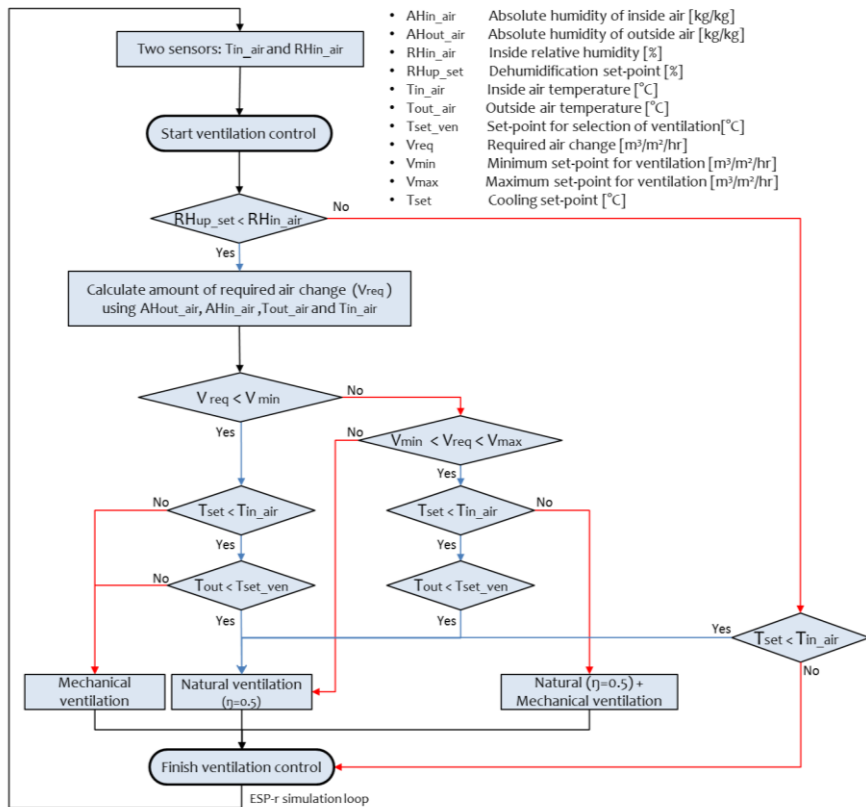 Two sensors: Tin_air and RHin_air
• AHin_air Absolute humidity of inside air [kg/kg]
• AHout_air Absolute humidity of outside air [kg/kg]
• RHin_air Inside relative humidity [%]
• RHup_set Dehumidification set-point [%]
• Tin_air Inside air temperature [°C]
• Tout_air Outside air temperature [°C]
• Tset_ven Set-point for selection of ventilation[°C]
• Vreq Required air change [m³/m²/hr]
• Vmin Minimum set-point for ventilation [m³/m²/hr]
• Vmax Maximum set-point for ventilation [m³/m²/hr]
• Tset Cooling set-point [°C]
Start ventilation control
RHup_set < RHin_air
No
Yes
Calculate amount of required air change (Vreq)
using AHout_air, AHin_air ,Tout_air and Tin_air
V req < V min
No
Yes
No
Vmin < Vreq < Vmax
Yes
No
Tset < Tin_air
Yes
Tset < Tin_air
No
Yes
No
Tout < Tset_ven
Yes
Tout < Tset_ven
Yes
Yes
Tset < Tin_air
No
Mechanical
ventilation
Natural ventilation
(η=0.5)
Natural (η=0.5) +
Mechanical ventilation
Finish ventilation control
ESP-r simulation loop